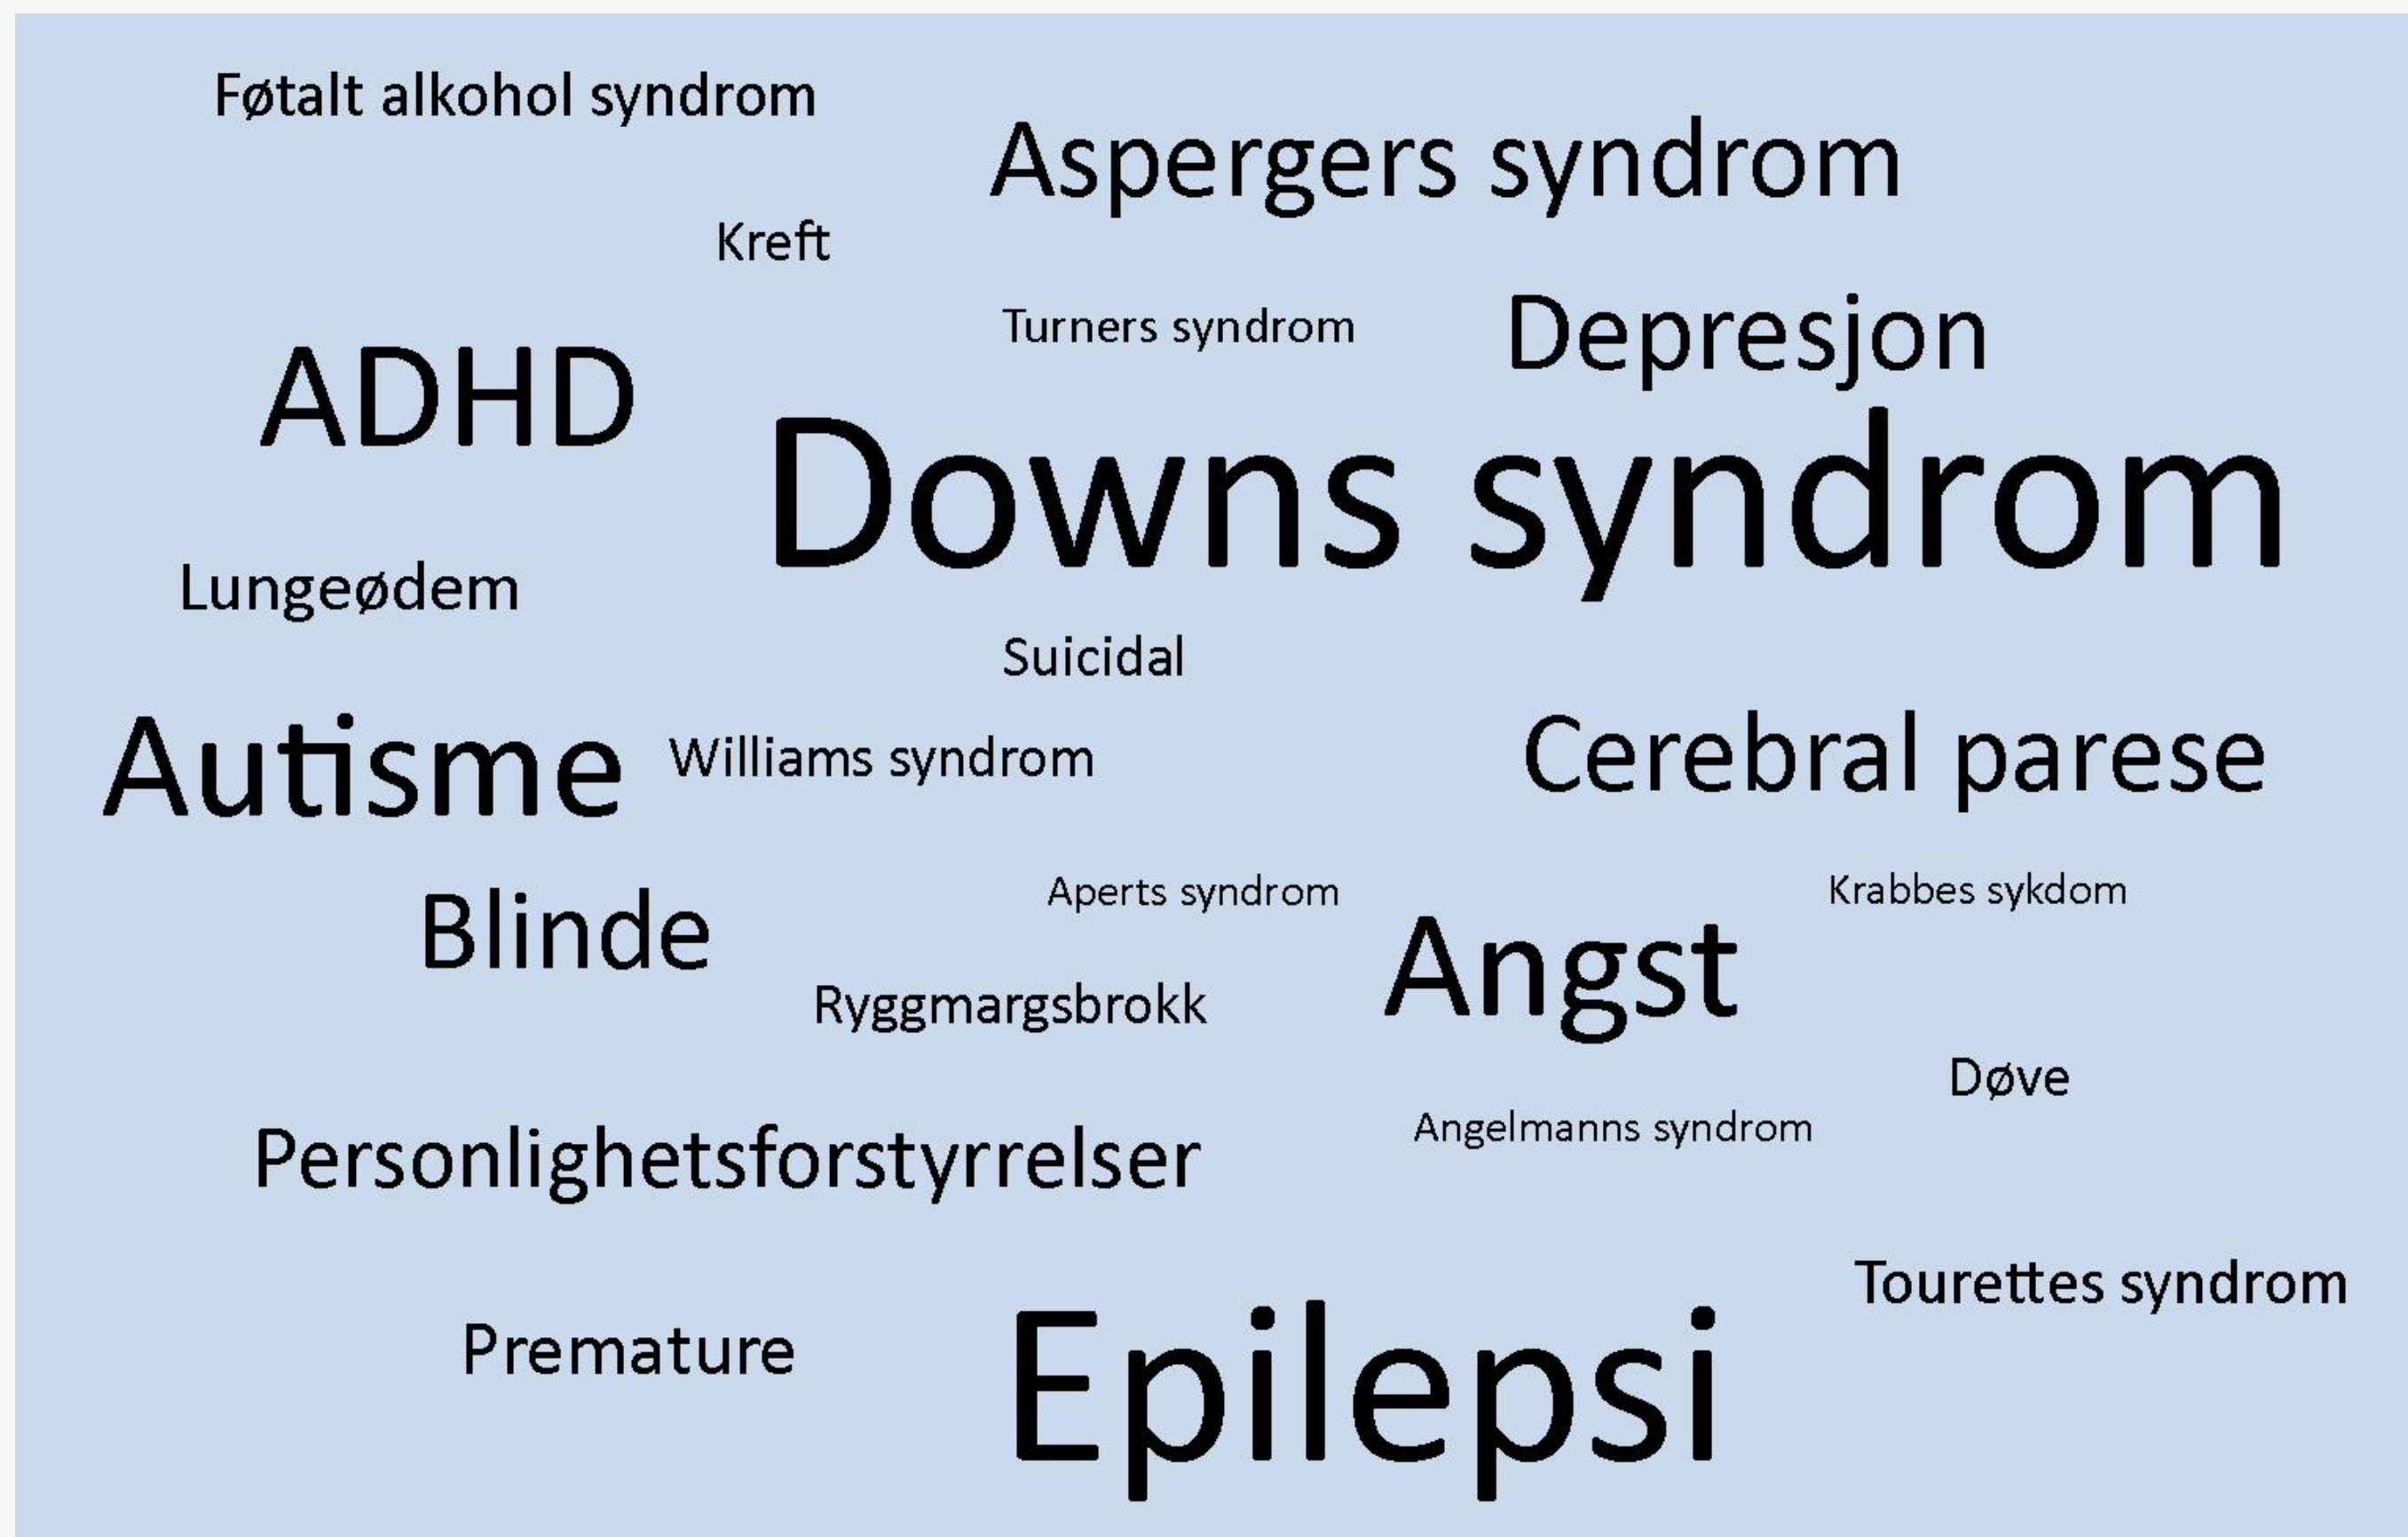 Føtalt alkohol syndrom
Aspergers syndrom
Kreft
Turners syndrom
Depresjon
ADHD
Downs syndrom
Lungeødem
Suicidal
Autisme
Williams syndrom
Cerebral parese
Aperts syndrom
Krabbes sykdom
Blinde
Angst
Ryggmargsbrokk
Døve
Angelmanns syndrom
Personlighetsforstyrrelser
Tourettes syndrom
Premature
Epilepsi